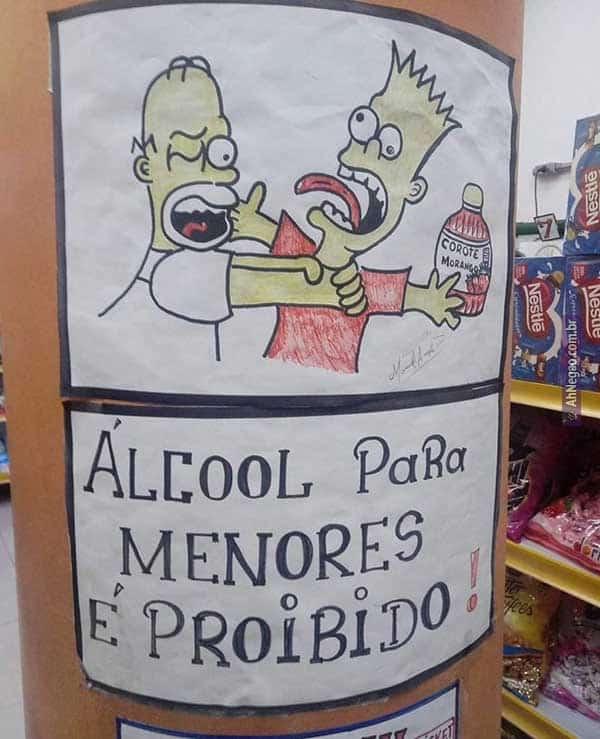 COROTE
MORANGO
ÁLCOOL PARA
MENORES
É PROIBIDO!
Nestlé
Nestlé
Nestlé
AhNegao.com.br